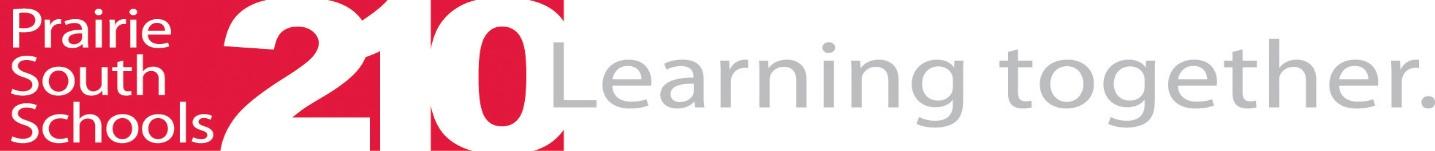 Prairie
South
Schools
210
Learning together.